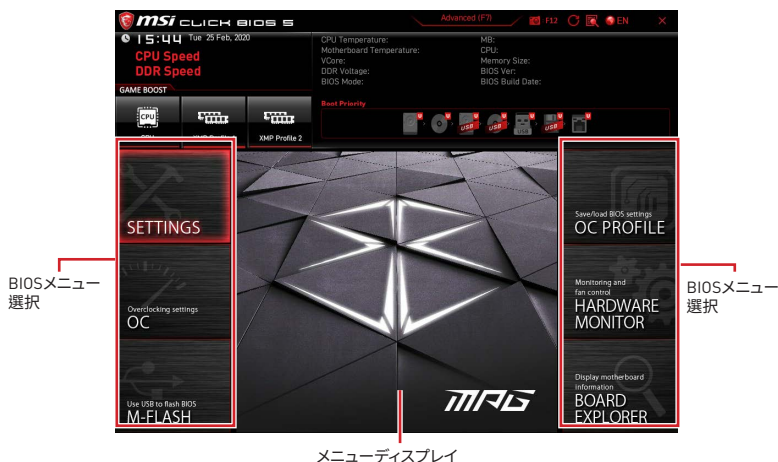 msi CLICK BIOS 5
Advanced (F7)
F12
EN
15:44 Tue 25 Feb, 2020
CPU Speed
DDR Speed
CPU Temperature:
Motherboard Temperature:
VCore:
DDR Voltage:
BIOS Mode:
MB:
CPU:
Memory Size:
BIOS Ver:
BIOS Build Date:
GAME BOOST
Boot Priority
CPU
XMP Profile 2
USB USB USB USB
SETTINGS
Overclocking settings
OC
Use USB to flash BIOS
M-FLASH
Save/load BIOS settings
OC PROFILE
Monitoring and
fan control
HARDWARE
MONITOR
Display motherboard
information
BOARD
EXPLORER
MPG
BIOSメニュー
選択
BIOSメニュー
選択
メニューディスプレイ